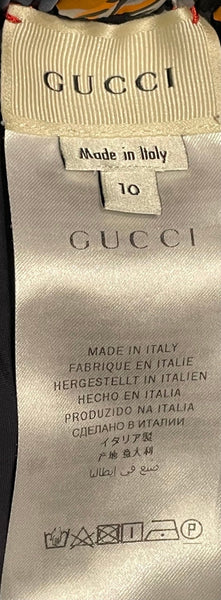 GUCCI
Made in Italy
10
GUCCI
MADE IN ITALY
FABRIQUE EN ITALIE
HERGESTELLT IN ITALIEN
HECHO EN ITALIA
PRODUZIDO NA ITALIA
СДЕЛАНО В ИТАЛИИ
イタリア製
产地 意大利
صنع في إيطاليا
P